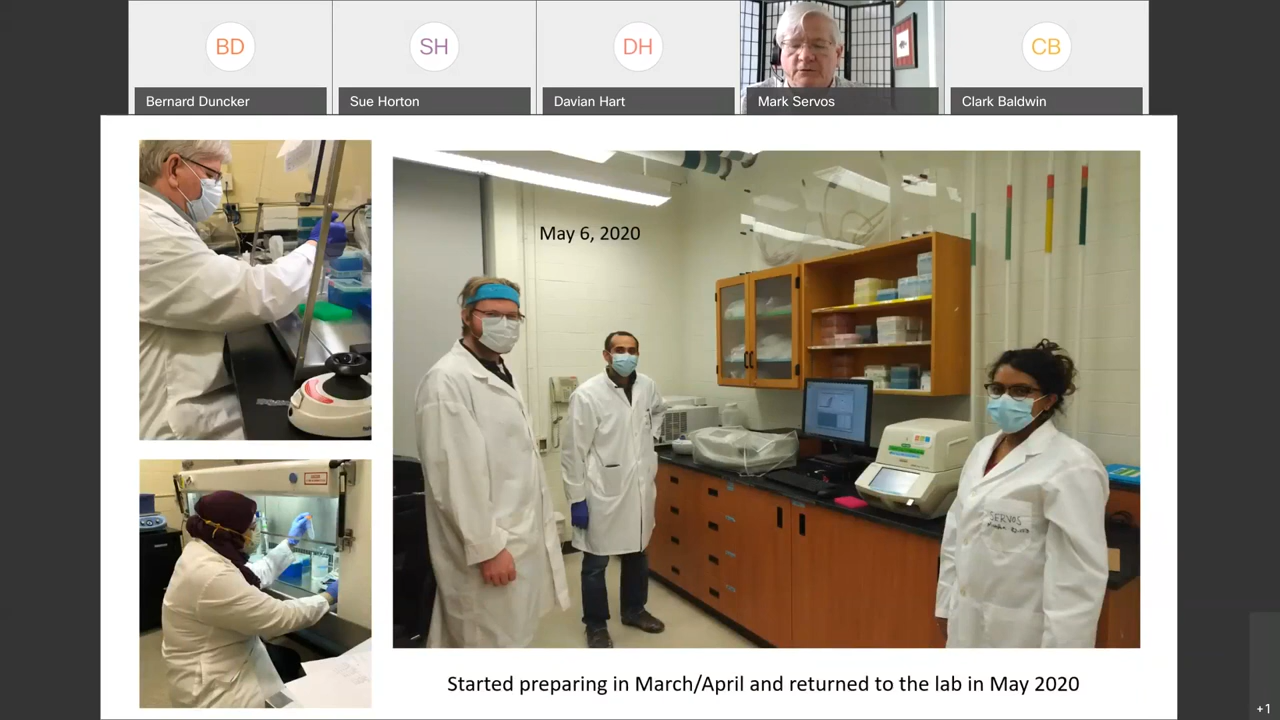 BD
SH
DH
CB
Bernard Duncker
Sue Horton
Davian Hart
Mark Servos
Clark Baldwin
May 6, 2020
SERVOS
Started preparing in March/April and returned to the lab in May 2020
+1